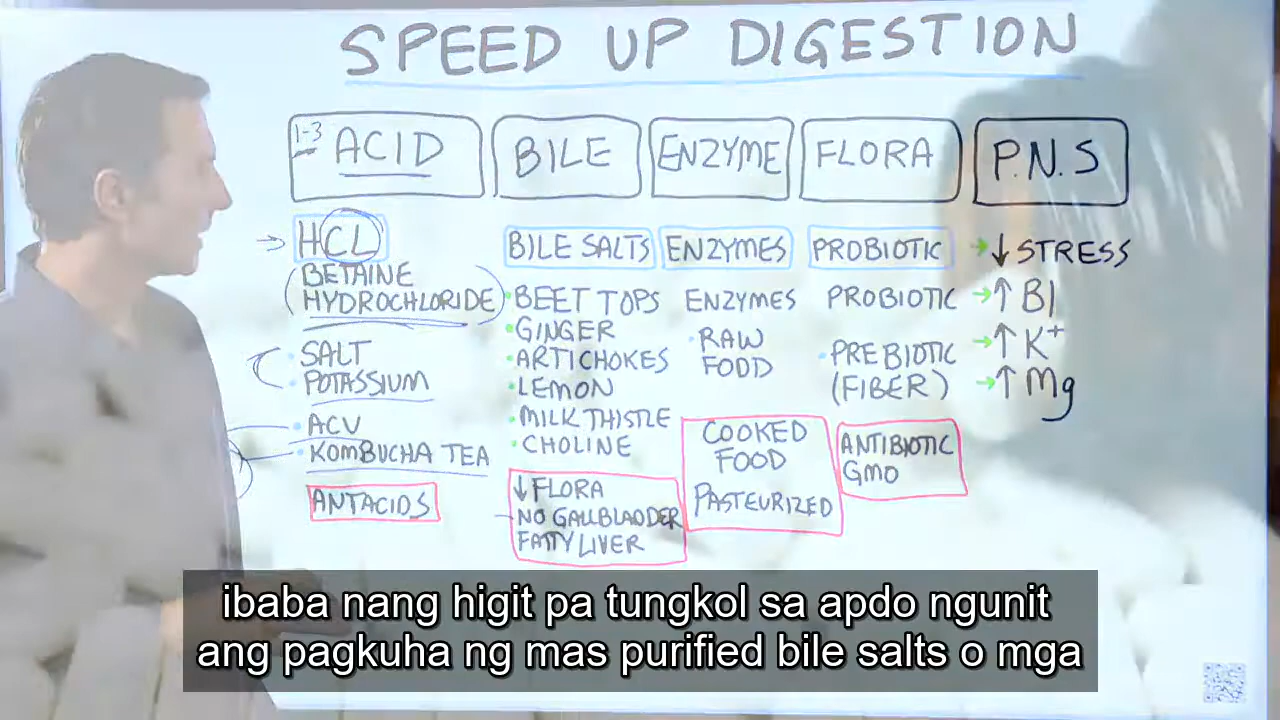 SPEED UP DIGESTION
1-3 ACID
BILE
ENZYME
FLORA
P.N.S
HCL
(BETAINE
HYDROCHLORIDE)
SALT
POTASSIUM
ACV
KOMBUCHA TEA
ANTACIDS
BILE SALTS
BEET TOPS
GINGER
ARTICHOKES
LEMON
MILK THISTLE
CHOLINE
↓ FLORA
NO GALLBLADDER
FATTY LIVER
ENZYMES
ENZYMES
RAW
FOOD
COOKED
FOOD
PASTEURIZED
PROBIOTIC
PROBIOTIC
PREBIOTIC
(FIBER)
ANTIBIOTIC
GMO
↓ STRESS
↑ B1
↑ K+
↑ Mg
ibaba nang higit pa tungkol sa apdo ngunit
ang pagkuha ng mas purified bile salts o mga